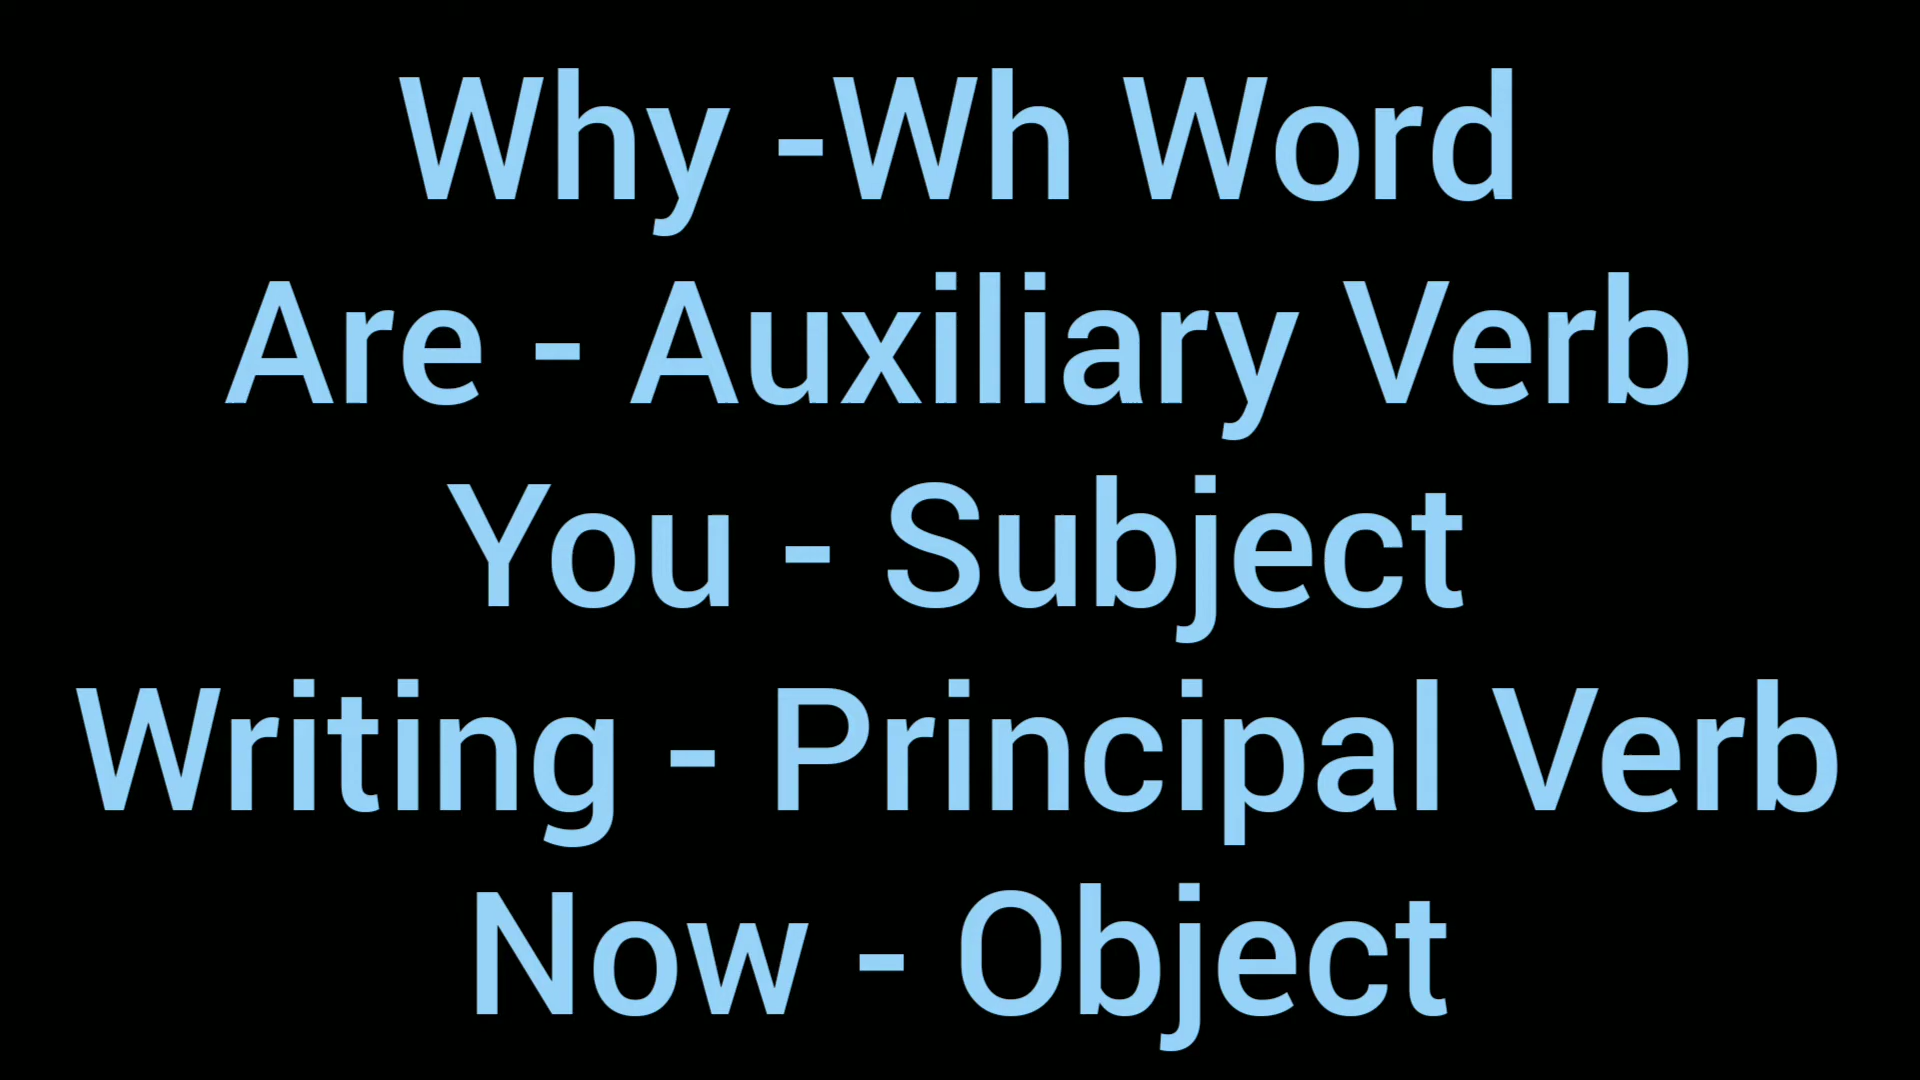 Why -Wh Word
Are - Auxiliary Verb
You - Subject
Writing - Principal Verb
Now - Object